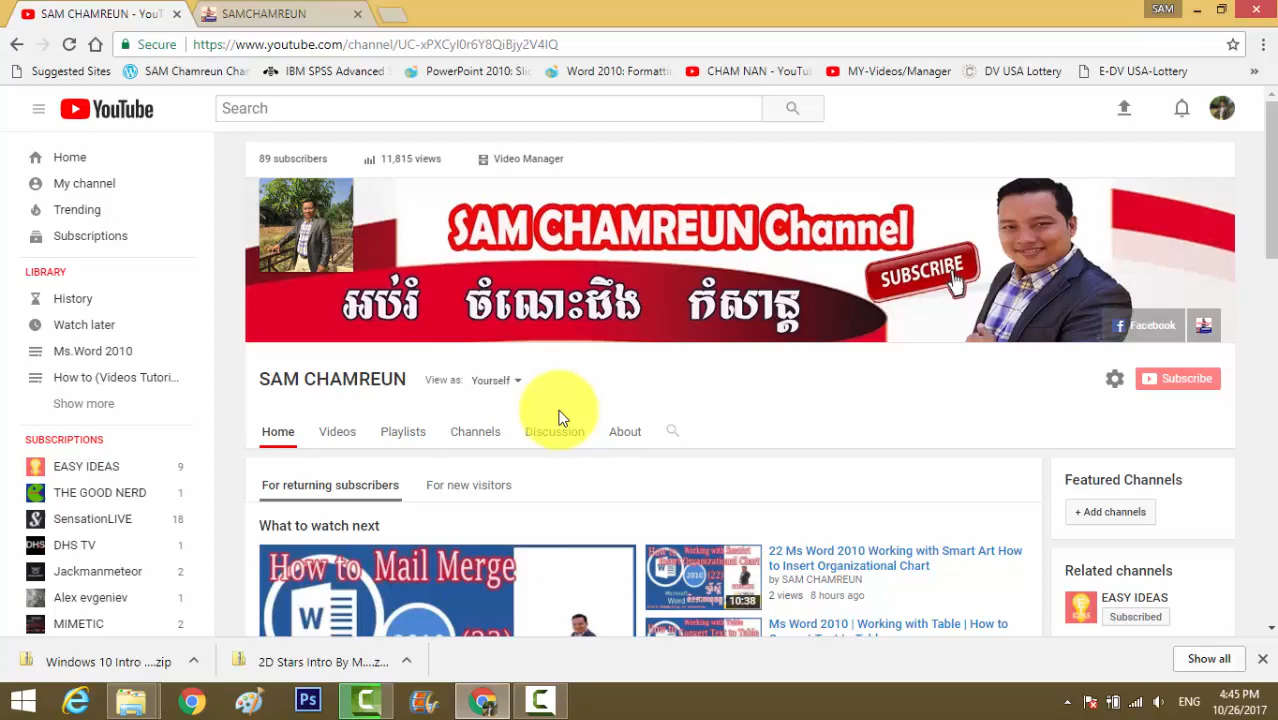 SAM CHAMREUN - YouT
SAMCHAMREUN
SAM
Secure
https://www.youtube.com/channel/UC-xPXCyI0r6Y8QiBjy2V4IQ
Suggested Sites
SAM Chamreun Cha
IBM SPSS Advanced
PowerPoint 2010: Sli
Word 2010: Formatti
CHAM NAN - YouTu
MY-Videos/Manager
DV USA Lottery
E-DV USA-Lottery
YouTube
Search
Home
My channel
Trending
Subscriptions
LIBRARY
History
Watch later
Ms.Word 2010
How to (Videos Tutori...
Show more
SUBSCRIPTIONS
EASY IDEAS 9
THE GOOD NERD 1
SensationLIVE 18
DHS TV 1
Jackmanmeteor 2
Alex evgeniev 1
MIMETIC 2
89 subscribers
11,815 views
Video Manager
SAM CHAMREUN Channel
SUBSCRIBE
អប់រំ ចំណេះដឹង កំសាន្ត
Facebook
SAM CHAMREUN
View as: Yourself
Subscribe
Home
Videos
Playlists
Channels
Discussion
About
For returning subscribers
For new visitors
What to watch next
How to Mail Merge
22 Ms Word 2010 Working with Smart Art How
to Insert Organizational Chart
by SAM CHAMREUN
2 views 8 hours ago
10:38
Ms Word 2010 | Working with Table | How to
Featured Channels
+ Add channels
Related channels
EASY IDEAS
Subscribed
Windows 10 Intro ....zip
2D Stars Intro By M....z...
Show all
ENG
4:45 PM
10/26/2017